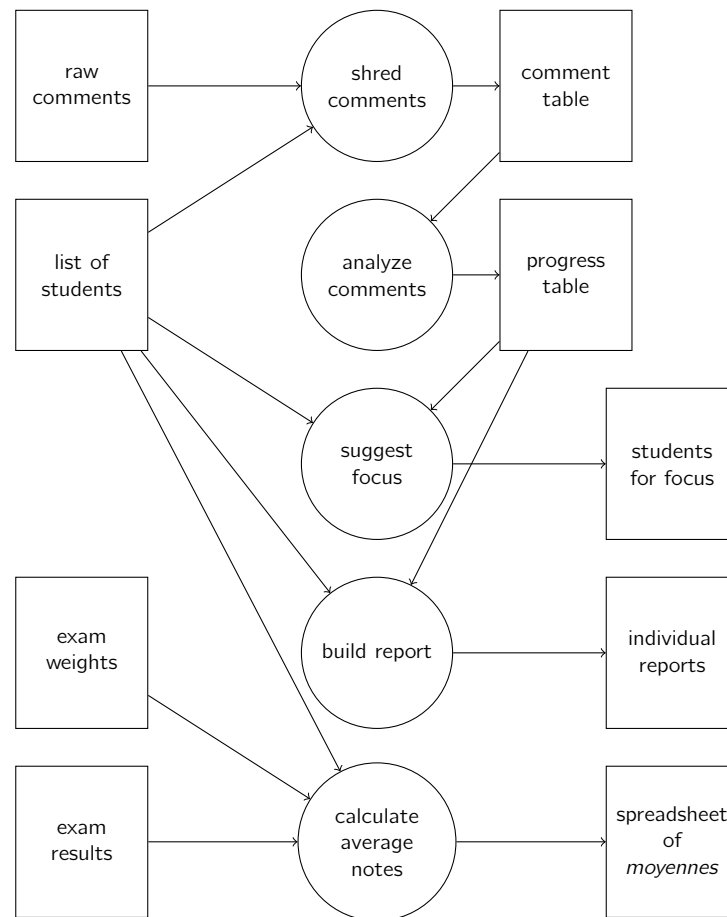 raw
comments
shred
comments
comment
table
list of
students
analyze
comments
progress
table
suggest
focus
students
for focus
exam
weights
build report
individual
reports
exam
results
calculate
average
notes
spreadsheet
of
moyennes